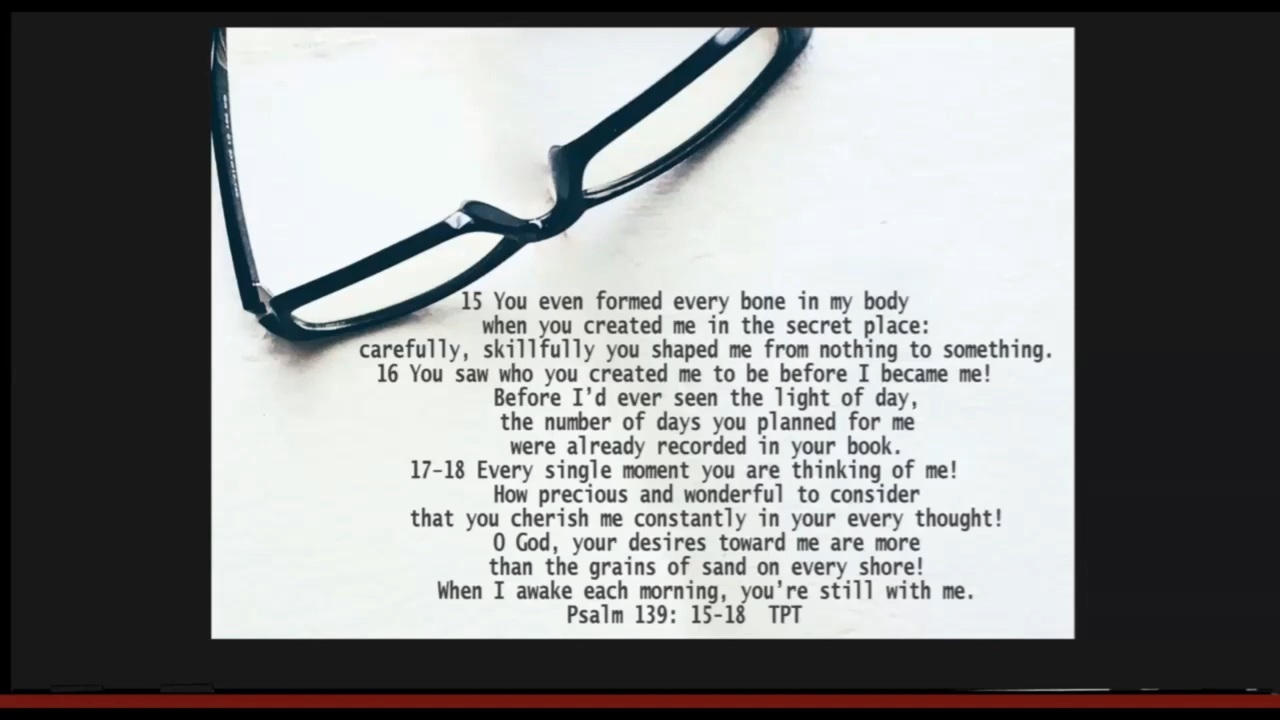 15 You even formed every bone in my body
when you created me in the secret place:
carefully, skillfully you shaped me from nothing to something.
16 You saw who you created me to be before I became me!
Before I’d ever seen the light of day,
the number of days you planned for me
were already recorded in your book.
17-18 Every single moment you are thinking of me!
How precious and wonderful to consider
that you cherish me constantly in your every thought!
O God, your desires toward me are more
than the grains of sand on every shore!
When I awake each morning, you’re still with me.
Psalm 139: 15-18 TPT